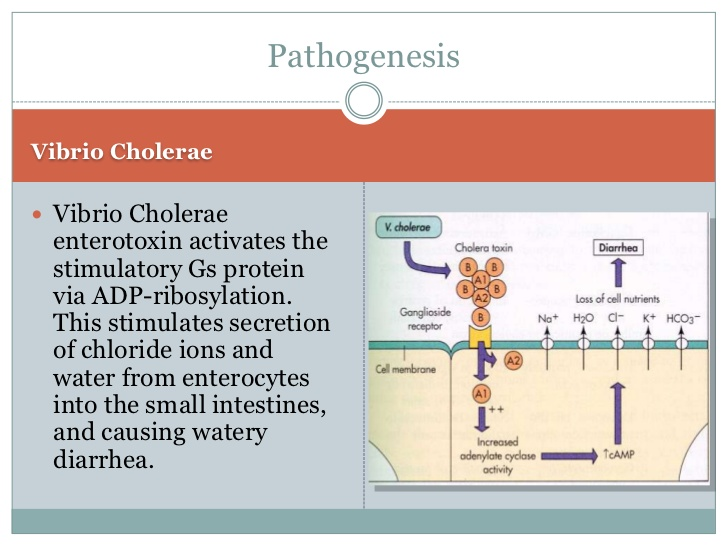 Pathogenesis
Vibrio Cholerae
• Vibrio Cholerae
enterotoxin activates the
stimulatory Gs protein
via ADP-ribosylation.
This stimulates secretion
of chloride ions and
water from enterocytes
into the small intestines,
and causing watery
diarrhea.
V. cholerae
Cholera toxin
Diarrhea
B B
A1
B B
A2
B
Loss of cell nutrients
Ganglioside
receptor
Na+ H₂O Cl− K+ HCO₃−
Cell membrane
A2
A1
++
Increased
adenylate cyclase
activity
↑cAMP